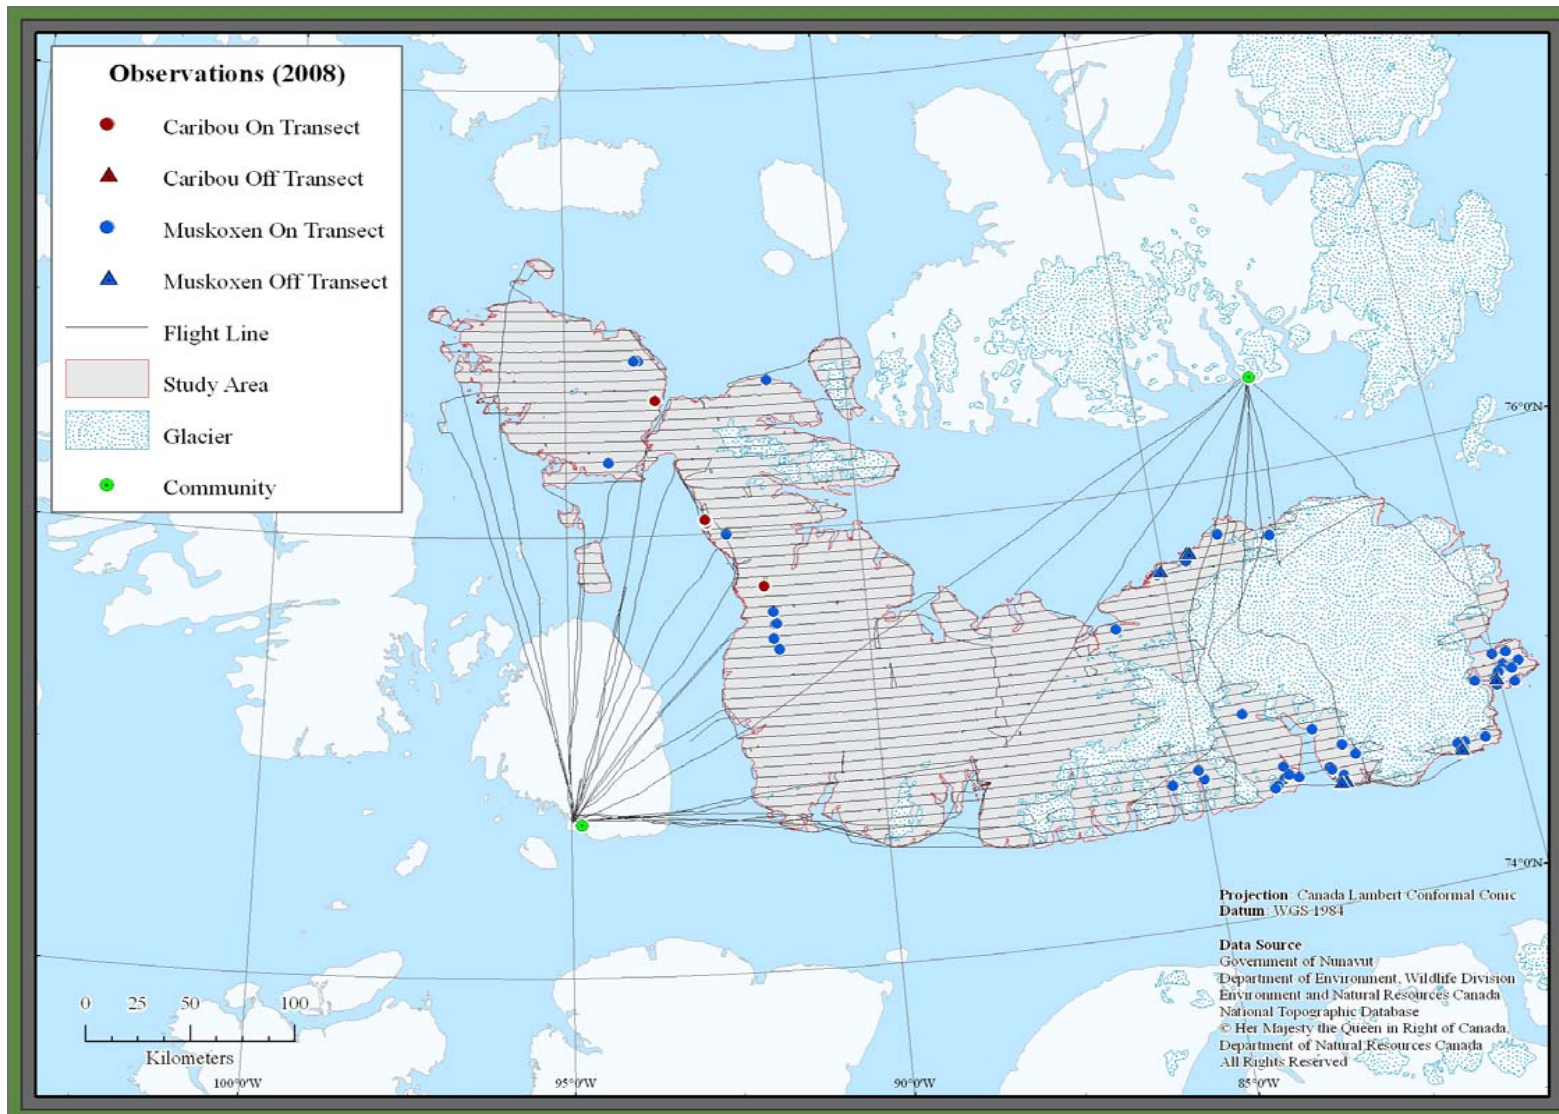 Observations (2008)
Caribou On Transect
Caribou Off Transect
Muskoxen On Transect
Muskoxen Off Transect
Flight Line
Study Area
Glacier
Community
76°0'N
74°0'N
Projection: Canada Lambert Conformal Conic
Datum: WGS 1984
Data Source
Government of Nunavut
Department of Environment, Wildlife Division
Environment and Natural Resources Canada
National Topographic Database
© Her Majesty the Queen in Right of Canada,
Department of Natural Resources Canada
All Rights Reserved
0 25 50 100
Kilometers
100°0'W 95°0'W 90°0'W 85°0'W